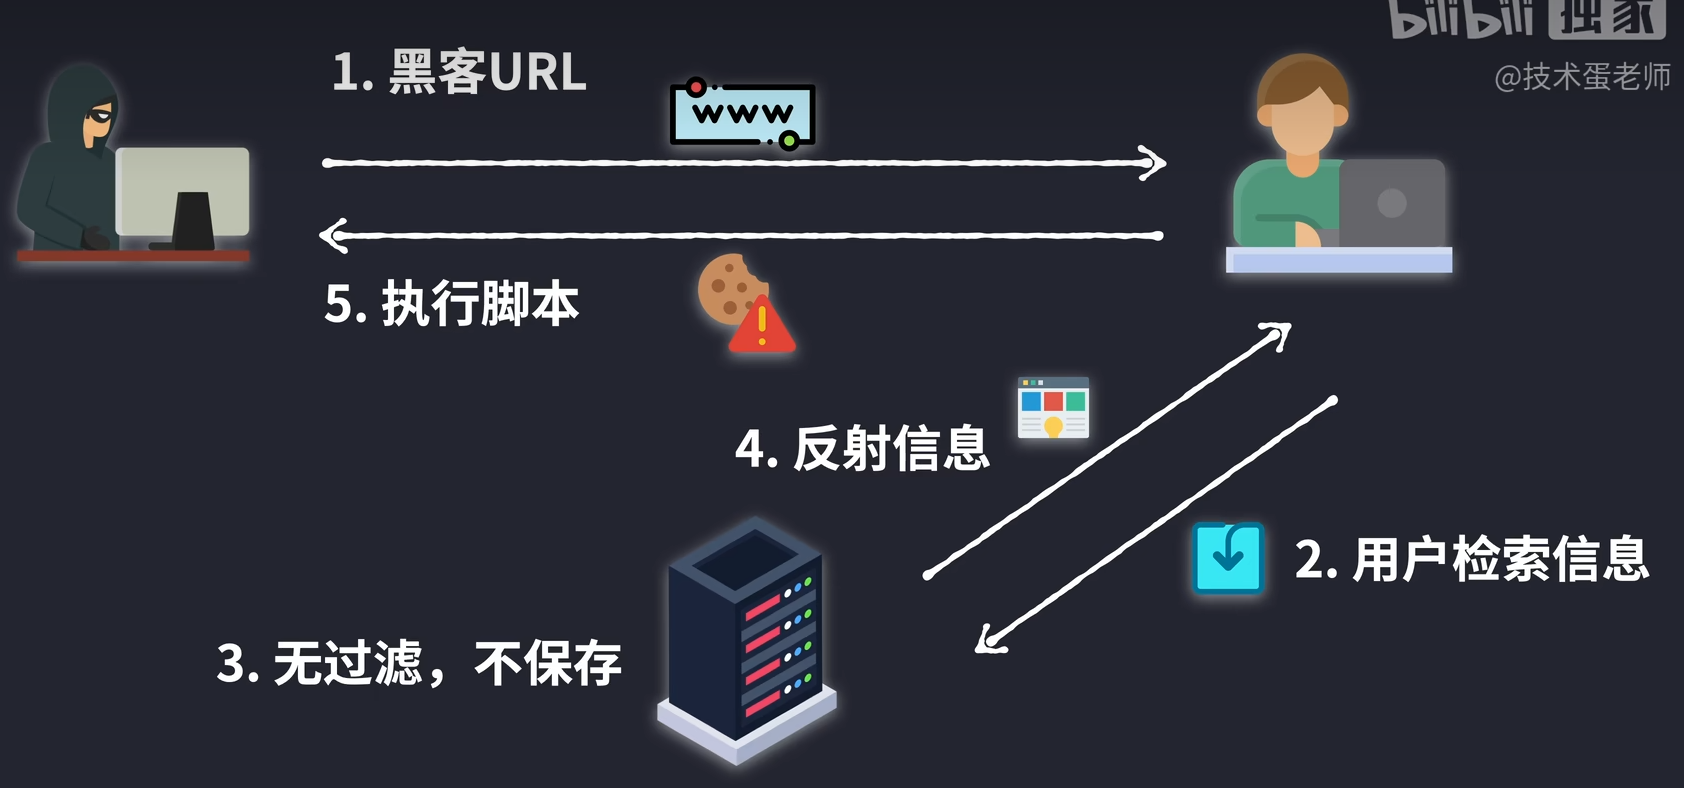 bilibili 独家
@技术蛋老师
1. 黑客URL
www
5. 执行脚本
4. 反射信息
2. 用户检索信息
3. 无过滤，不保存